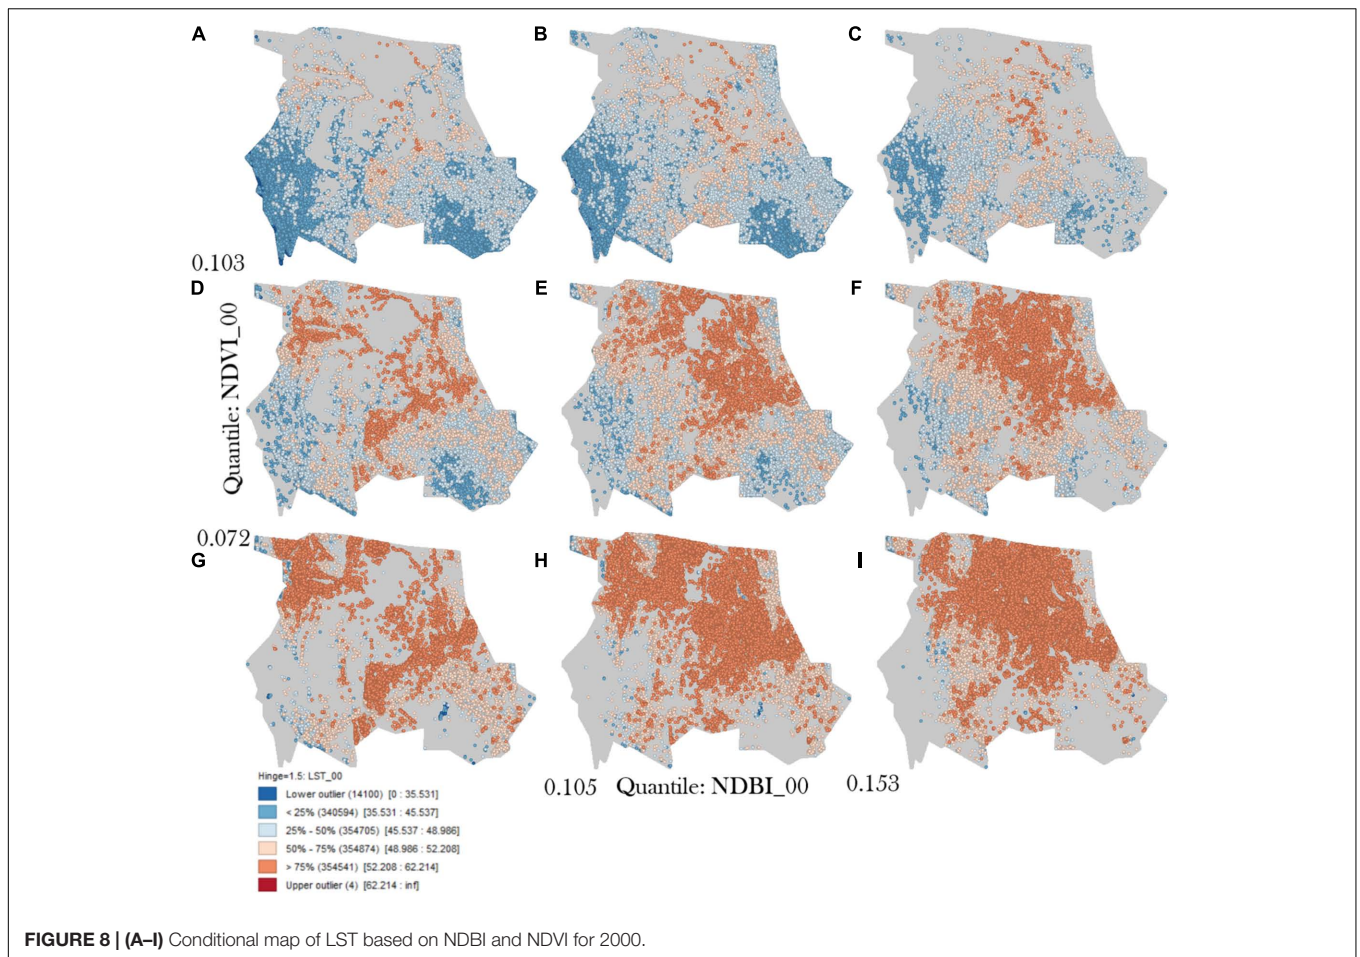 A
B
C
0.103
D
E
F
Quantile: NDVI_00
0.072
G
H
I
0.105 Quantile: NDBI_00 0.153
Hinge=1.5: LST_00
Lower outlier (14100) [0 : 35.531]
< 25% (340594) [35.531 : 45.537]
25% - 50% (354705) [45.537 : 48.986]
50% - 75% (354874) [48.986 : 52.208]
> 75% (354541) [52.208 : 62.214]
Upper outlier (4) [62.214 : inf]
FIGURE 8 | (A–I) Conditional map of LST based on NDBI and NDVI for 2000.